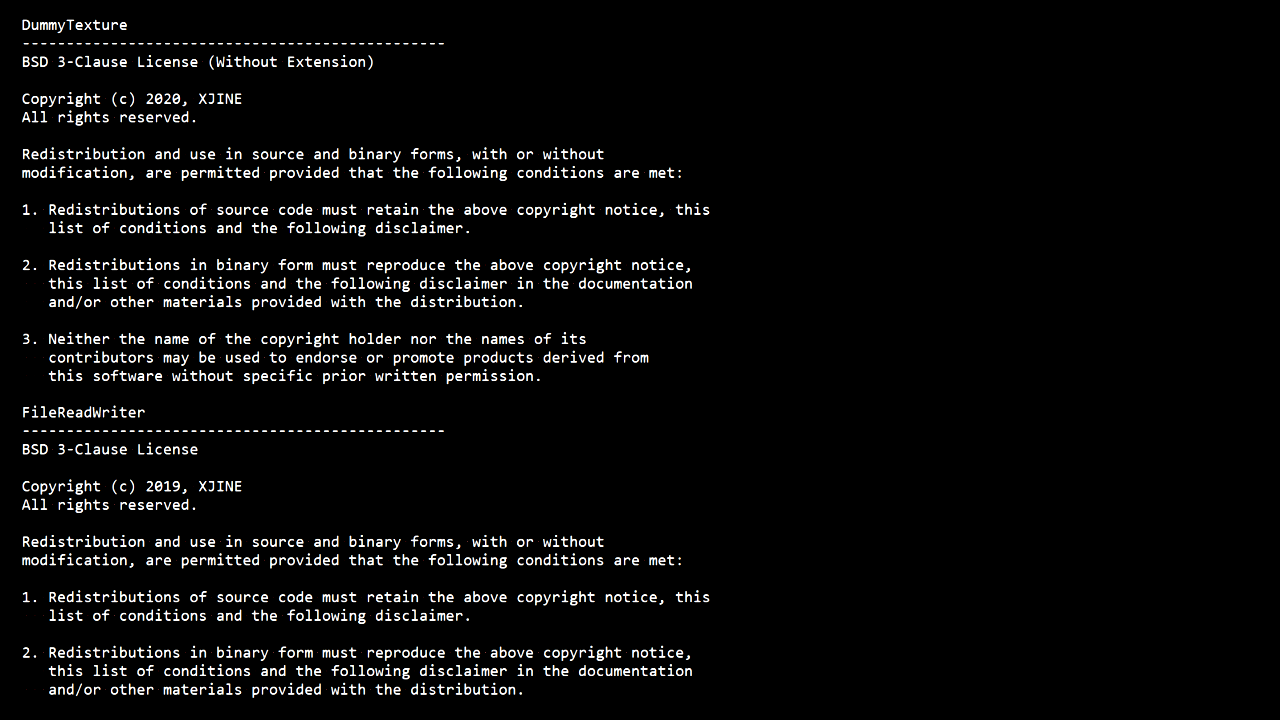 DummyTexture
------------------------------------------------
BSD 3-Clause License (Without Extension)
Copyright (c) 2020, XJINE
All rights reserved.
Redistribution and use in source and binary forms, with or without
modification, are permitted provided that the following conditions are met:
1. Redistributions of source code must retain the above copyright notice, this
list of conditions and the following disclaimer.
2. Redistributions in binary form must reproduce the above copyright notice,
this list of conditions and the following disclaimer in the documentation
and/or other materials provided with the distribution.
3. Neither the name of the copyright holder nor the names of its
contributors may be used to endorse or promote products derived from
this software without specific prior written permission.
FileReadWriter
------------------------------------------------
BSD 3-Clause License
Copyright (c) 2019, XJINE
All rights reserved.
Redistribution and use in source and binary forms, with or without
modification, are permitted provided that the following conditions are met:
1. Redistributions of source code must retain the above copyright notice, this
list of conditions and the following disclaimer.
2. Redistributions in binary form must reproduce the above copyright notice,
this list of conditions and the following disclaimer in the documentation
and/or other materials provided with the distribution.